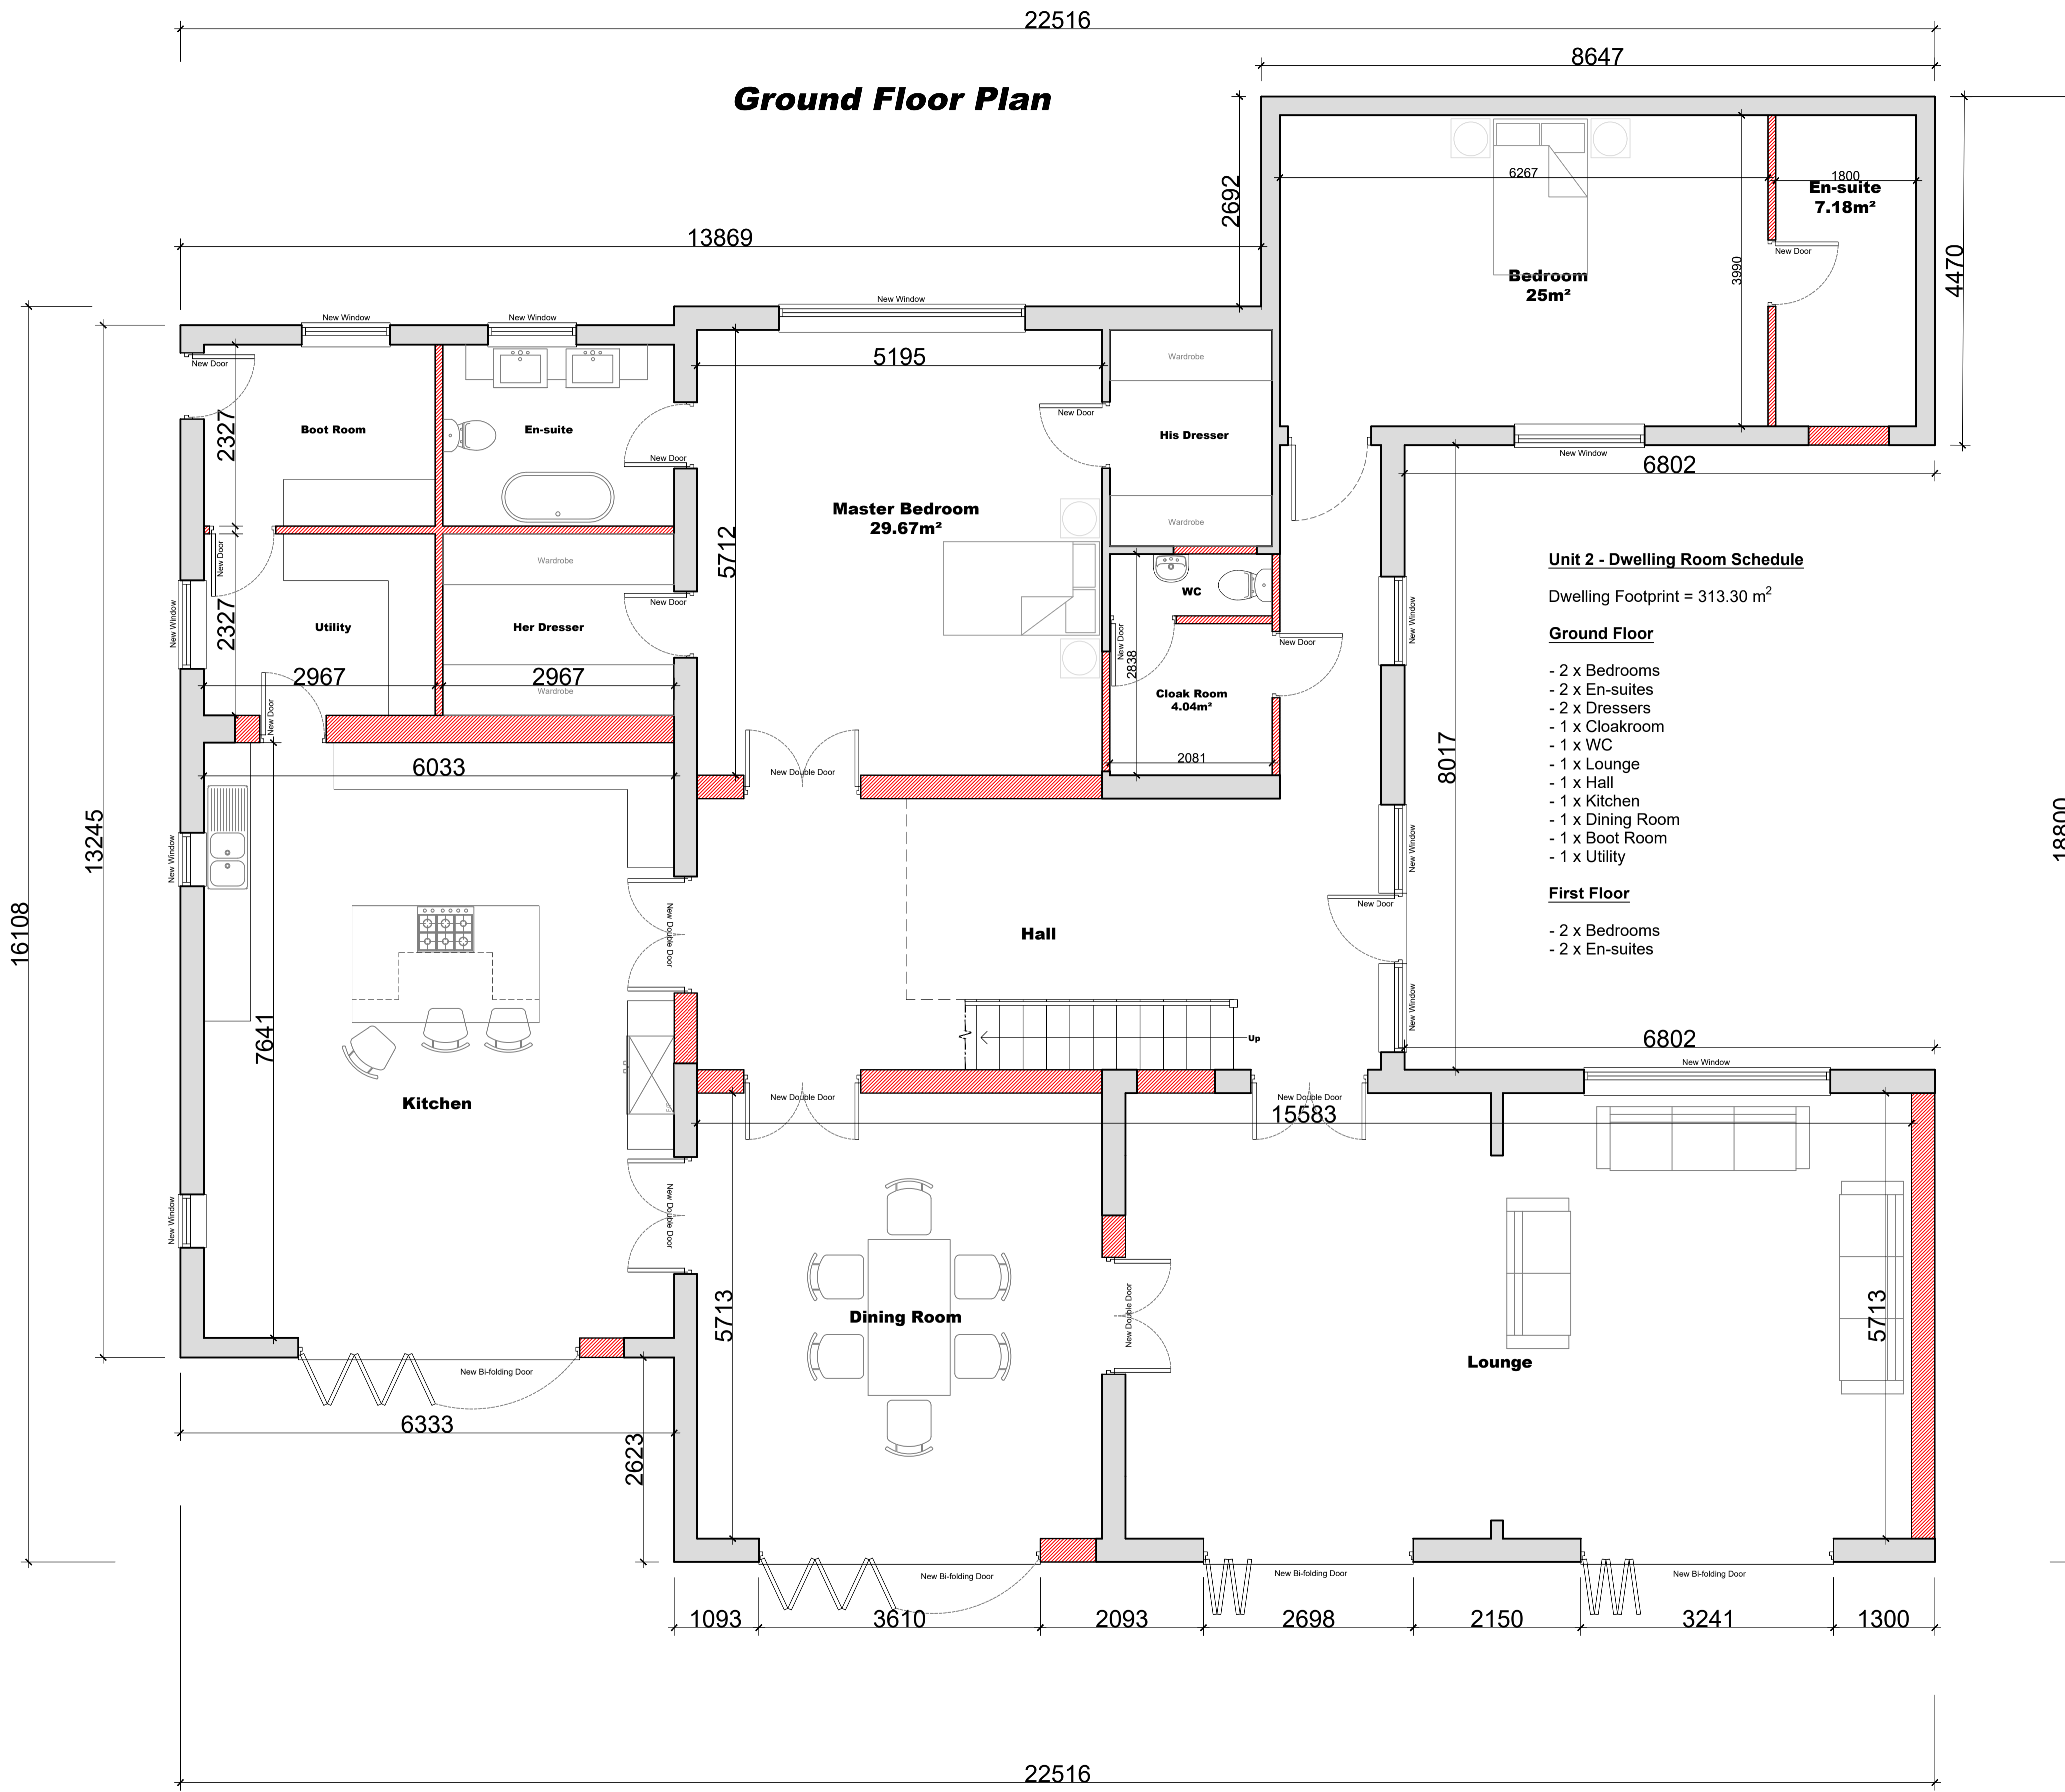 22516
8647
Ground Floor Plan
2692
6267
1800
En-suite
7.18m²
13869
New Door
3990
4470
Bedroom
25m²
New Window
New Window
New Window
Wardrobe
5195
New Door
New Door
2327
Boot Room
En-suite
His Dresser
New Door
New Window
6802
Master Bedroom
29.67m²
Wardrobe
5712
New Door
Wardrobe
WC
New Door
New Window
2327
Utility
Her Dresser
New Door
New Door
2838
New Window
2967
2967
Wardrobe
Cloak Room
4.04m²
New Door
2081
8017
6033
New Double Door
Unit 2 - Dwelling Room Schedule
Dwelling Footprint = 313.30 m²
Ground Floor
- 2 x Bedrooms
- 2 x En-suites
- 2 x Dressers
- 1 x Cloakroom
- 1 x WC
- 1 x Lounge
- 1 x Hall
- 1 x Kitchen
- 1 x Dining Room
- 1 x Boot Room
- 1 x Utility
First Floor
- 2 x Bedrooms
- 2 x En-suites
18800
13245
16108
New Window
New Window
New Door
New Double Door
Hall
7641
New Window
Up
6802
New Window
Kitchen
New Double Door
New Double Door
15583
New Window
New Double Door
5713
Dining Room
New Double Door
5713
Lounge
New Bi-folding Door
6333
2623
New Bi-folding Door
New Bi-folding Door
New Bi-folding Door
1093
3610
2093
2698
2150
3241
1300
22516